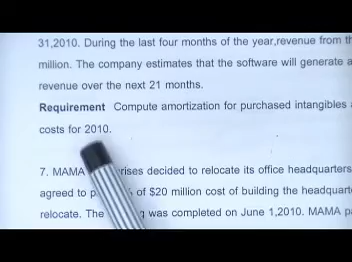 31,2010. During the last four months of the year,revenue from
million. The company estimates that the software will generate a
revenue over the next 21 months.
Requirement Compute amortization for purchased intangibles
costs for 2010.
7. MAMA rises decided to relocate its office headquarters
agreed to of $20 million cost of building the
relocate. The was completed on June 1,2010. MAMA